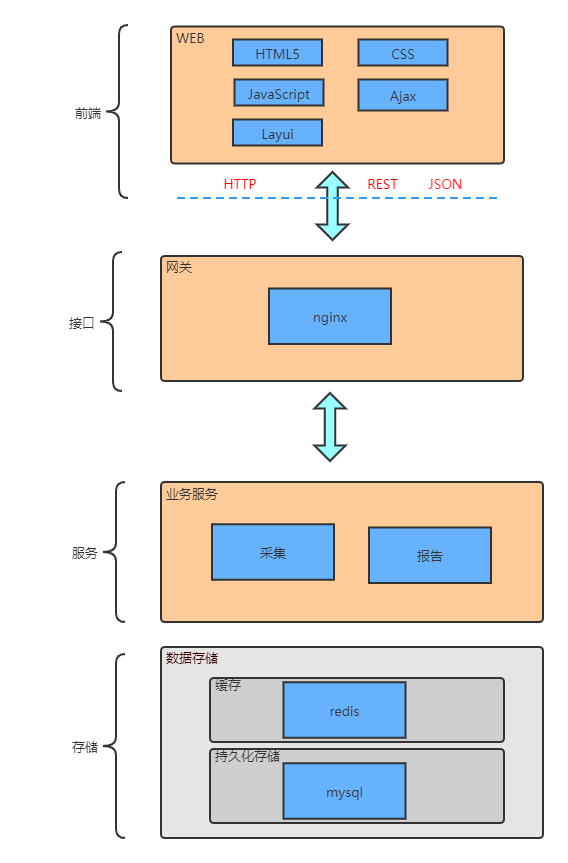 WEB
HTML5
CSS
JavaScript
Ajax
Layui
前端
HTTP
REST
JSON
网关
nginx
接口
业务服务
采集
报告
服务
数据存储
缓存
redis
持久化存储
mysql
存储